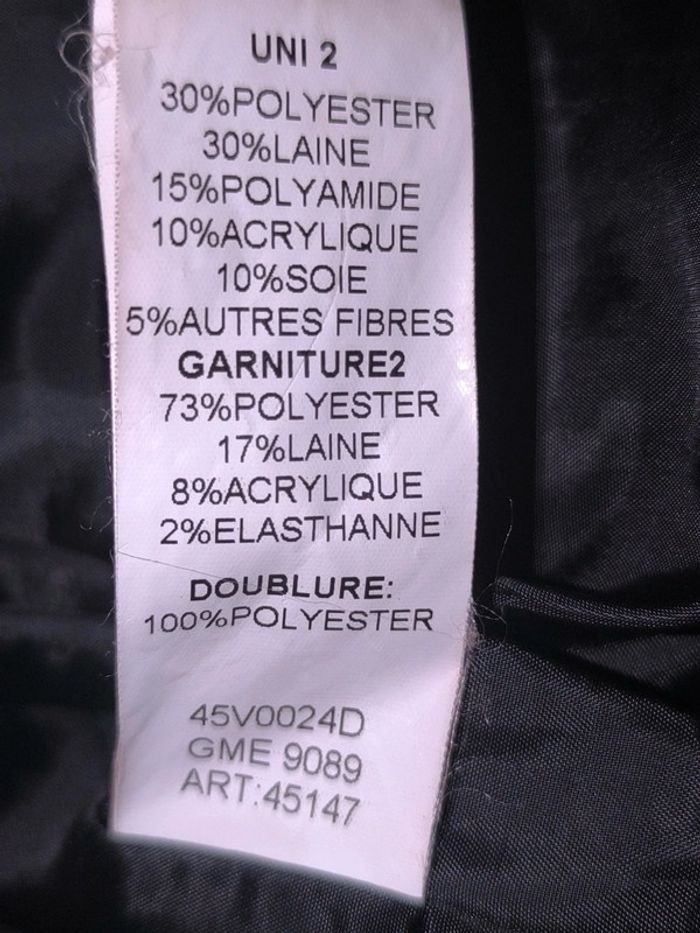 UNI 2
30%POLYESTER
30%LAINE
15%POLYAMIDE
10%ACRYLIQUE
10%SOIE
5%AUTRES FIBRES
GARNITURE2
73%POLYESTER
17%LAINE
8%ACRYLIQUE
2%ELASTHANNE
DOUBLURE:
100%POLYESTER
45V0024D
GME 9089
ART:45147